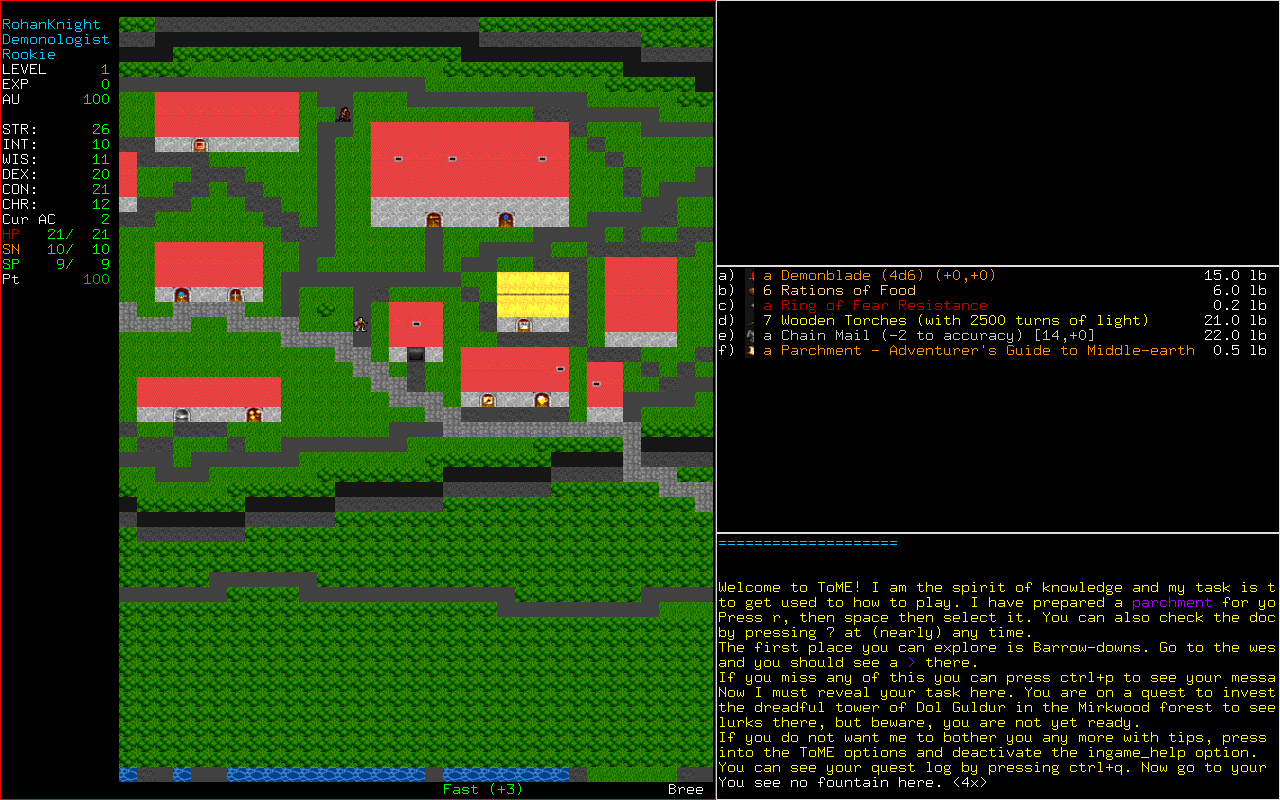 RohanKnight
Demonologist
Rookie
LEVEL 1
EXP 0
AU 100
STR: 26
INT: 10
WIS: 11
DEX: 20
CON: 21
CHR: 12
Cur AC 2
HP 21/ 21
SN 10/ 10
SP 9/ 9
Pt 100
Fast (+3) Bree
a) a Demonblade (4d6) (+0,+0) 15.0 lb
b) 6 Rations of Food 6.0 lb
c) a Ring of Fear Resistance 0.2 lb
d) 7 Wooden Torches (with 2500 turns of light) 21.0 lb
e) a Chain Mail (-2 to accuracy) [14,+0] 22.0 lb
f) a Parchment - Adventurer's Guide to Middle-earth 0.5 lb
====================
Welcome to ToME! I am the spirit of knowledge and my task is t
to get used to how to play. I have prepared a parchment for yo
Press r, then space then select it. You can also check the doc
by pressing ? at (nearly) any time.
The first place you can explore is Barrow-downs. Go to the wes
and you should see a > there.
If you miss any of this you can press ctrl+p to see your messa
Now I must reveal your task here. You are on a quest to invest
the dreadful tower of Dol Guldur in the Mirkwood forest to see
lurks there, but beware, you are not yet ready.
If you do not want me to bother you any more with tips, press
into the ToME options and deactivate the ingame_help option.
You can see your quest log by pressing ctrl+q. Now go to your
You see no fountain here. <4x>